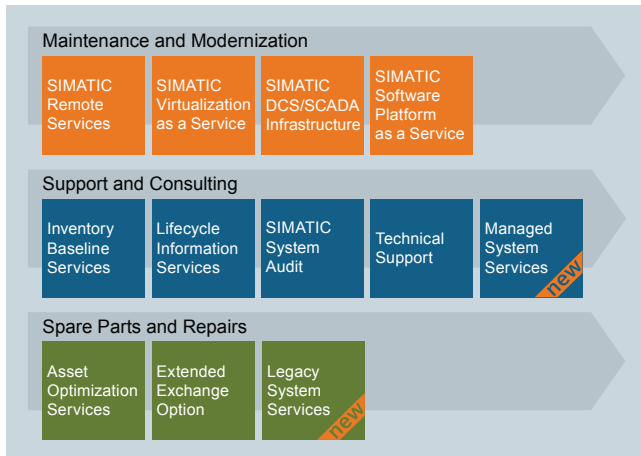 Maintenance and Modernization
SIMATIC
Remote
Services
SIMATIC
Virtualization
as a Service
SIMATIC
DCS/SCADA
Infrastructure
SIMATIC
Software
Platform
as a Service
Support and Consulting
Inventory
Baseline
Services
Lifecycle
Information
Services
SIMATIC
System
Audit
Technical
Support
Managed
System
Services
new
Spare Parts and Repairs
Asset
Optimization
Services
Extended
Exchange
Option
Legacy
System
Services
new